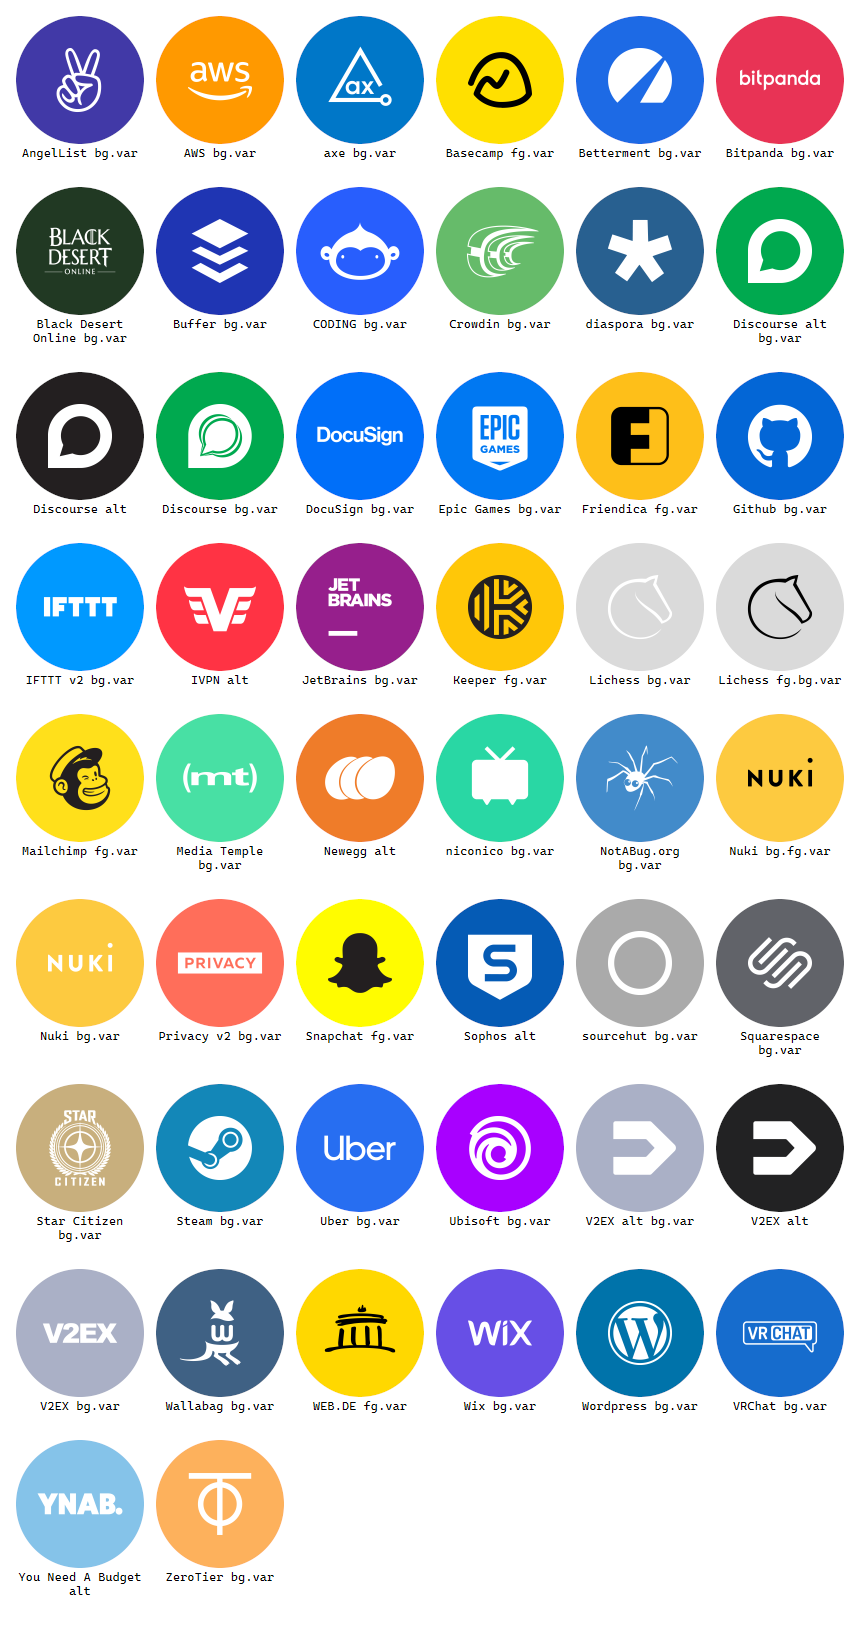 aws
ax
bitpanda
AngelList bg.var
AWS bg.var
axe bg.var
Basecamp fg.var
Betterment bg.var
Bitpanda bg.var
BLACK
DESERT
ONLINE
Black Desert
Online bg.var
Buffer bg.var
CODING bg.var
Crowdin bg.var
diaspora bg.var
Discourse alt
bg.var
DocuSign
EPIC
GAMES
F
Discourse alt
Discourse bg.var
DocuSign bg.var
Epic Games bg.var
Friendica fg.var
Github bg.var
IFTTT
V
JET
BRAINS
K
IFTTT v2 bg.var
IVPN alt
JetBrains bg.var
Keeper fg.var
Lichess bg.var
Lichess fg.bg.var
(mt)
NUKi
Mailchimp fg.var
Media Temple
bg.var
Newegg alt
niconico bg.var
NotABug.org
bg.var
Nuki bg.fg.var
NUKi
PRIVACY
S
Nuki bg.var
Privacy v2 bg.var
Snapchat fg.var
Sophos alt
sourcehut bg.var
Squarespace
bg.var
STAR
CITIZEN
Uber
Star Citizen
bg.var
Steam bg.var
Uber bg.var
Ubisoft bg.var
V2EX alt bg.var
V2EX alt
V2EX
w
WiX
W
VR CHAT
V2EX bg.var
Wallabag bg.var
WEB.DE fg.var
Wix bg.var
Wordpress bg.var
VRChat bg.var
YNAB.
You Need A Budget
alt
ZeroTier bg.var